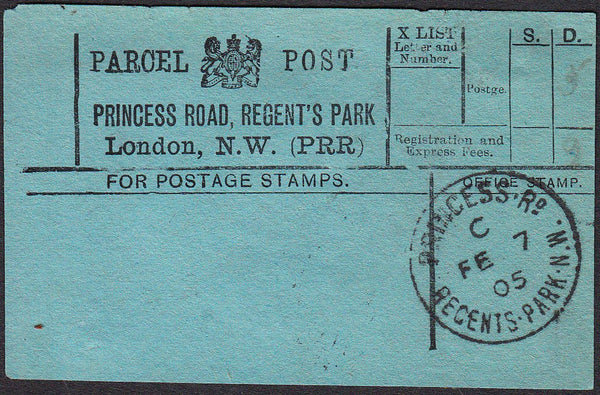 PARCEL POST
PRINCESS ROAD, REGENT'S PARK
London, N.W. (PRR)
X LIST
Letter and
Number.
S. D.
Postge.
Registration and
Express Fees.
FOR POSTAGE STAMPS.
OFFICE STAMP.
PRINCESS·RD
C
FE 7
05
REGENTS·PARK·N.W.